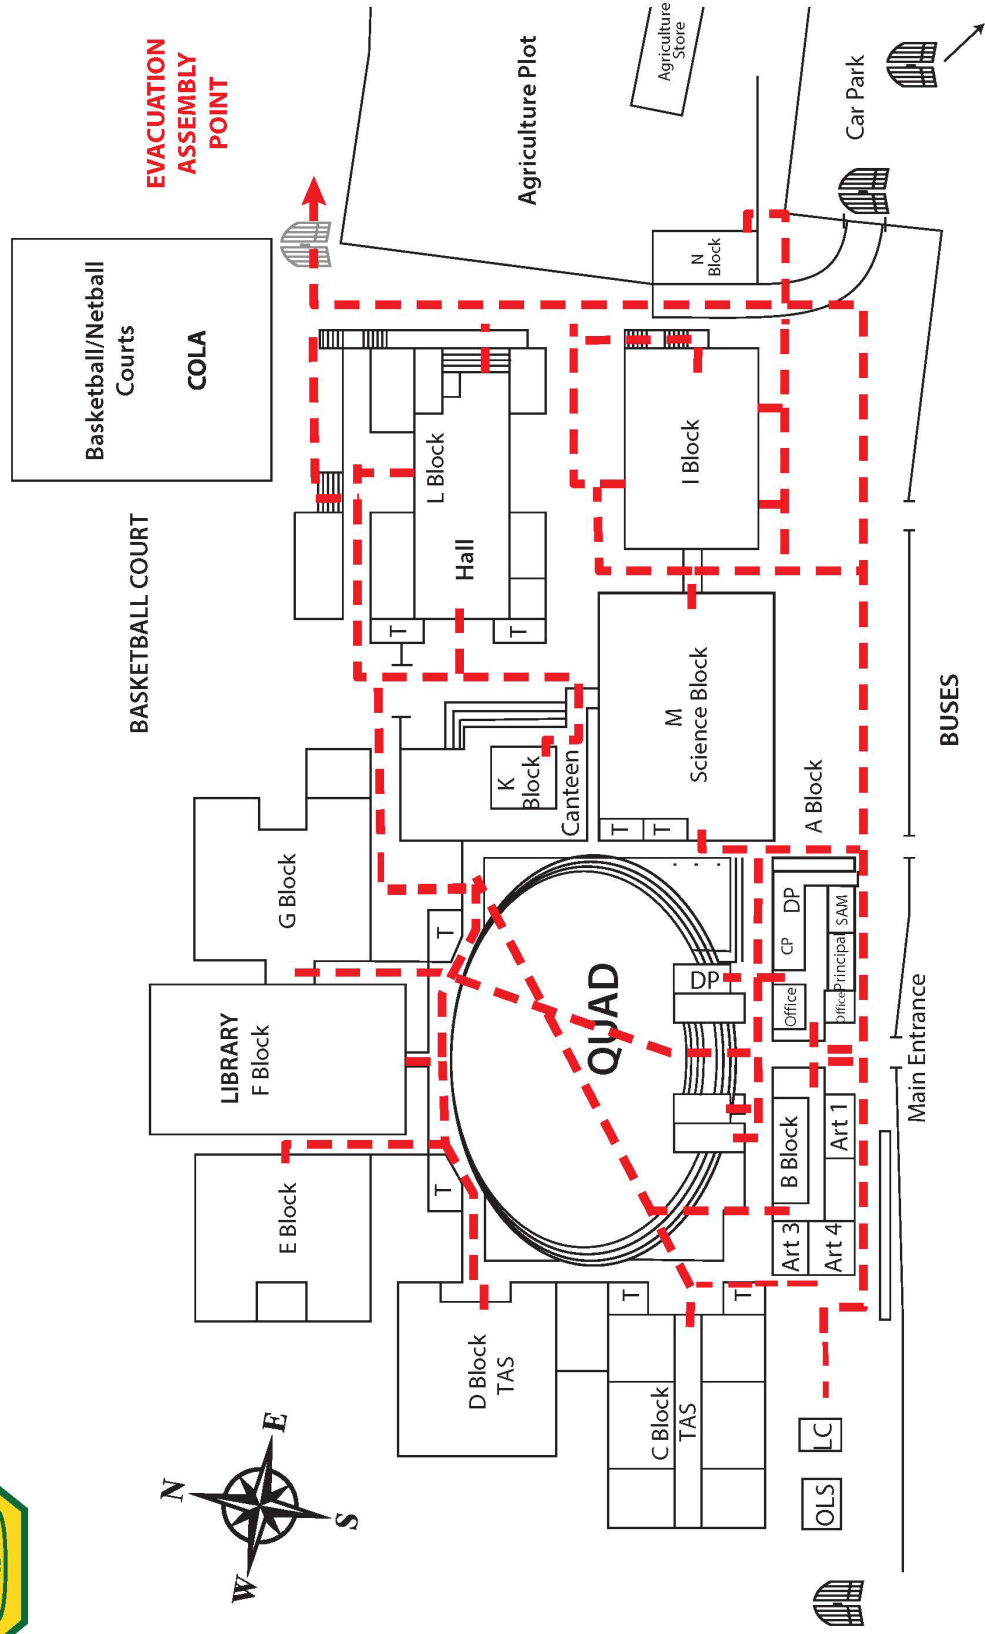 EVACUATION
ASSEMBLY
POINT
Basketball/Netball
Courts
COLA
BASKETBALL COURT
Agriculture Plot
Agriculture
Store
Car Park
N
Block
L Block
Hall
T
T
I Block
M
Science Block
T
T
K
Block
Canteen
G Block
T
LIBRARY
F Block
E Block
T
QUAD
DP
D Block
TAS
C Block
TAS
T
T
A Block
DP
CP
SAM
Principal
Office
Office
B Block
Art 1
Art 3
Art 4
LC
OLS
BUSES
Main Entrance
N
E
S
W